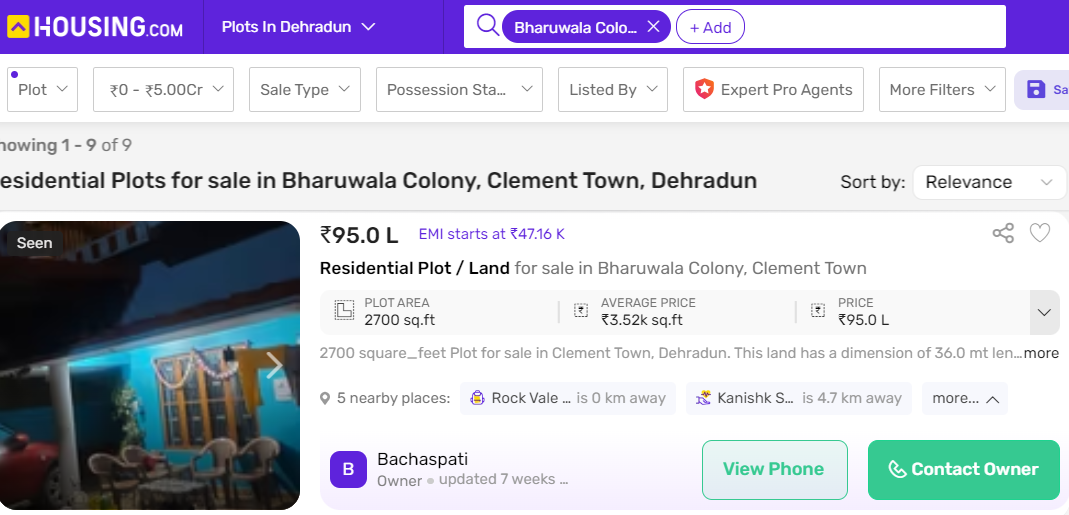 HOUSING.COM
Plots In Dehradun
Bharuwala Colo...
+ Add
Plot
₹0 - ₹5.00Cr
Sale Type
Possession Sta...
Listed By
Expert Pro Agents
More Filters
Sa
howing 1 - 9 of 9
esidential Plots for sale in Bharuwala Colony, Clement Town, Dehradun
Sort by: Relevance
Seen
₹95.0 L EMI starts at ₹47.16 K
Residential Plot / Land for sale in Bharuwala Colony, Clement Town
PLOT AREA
2700 sq.ft
AVERAGE PRICE
₹3.52k sq.ft
PRICE
₹95.0 L
2700 square_feet Plot for sale in Clement Town, Dehradun. This land has a dimension of 36.0 mt len...more
5 nearby places: Rock Vale ... is 0 km away Kanishk S... is 4.7 km away more...
B
Bachaspati
Owner updated 7 weeks ...
View Phone
Contact Owner